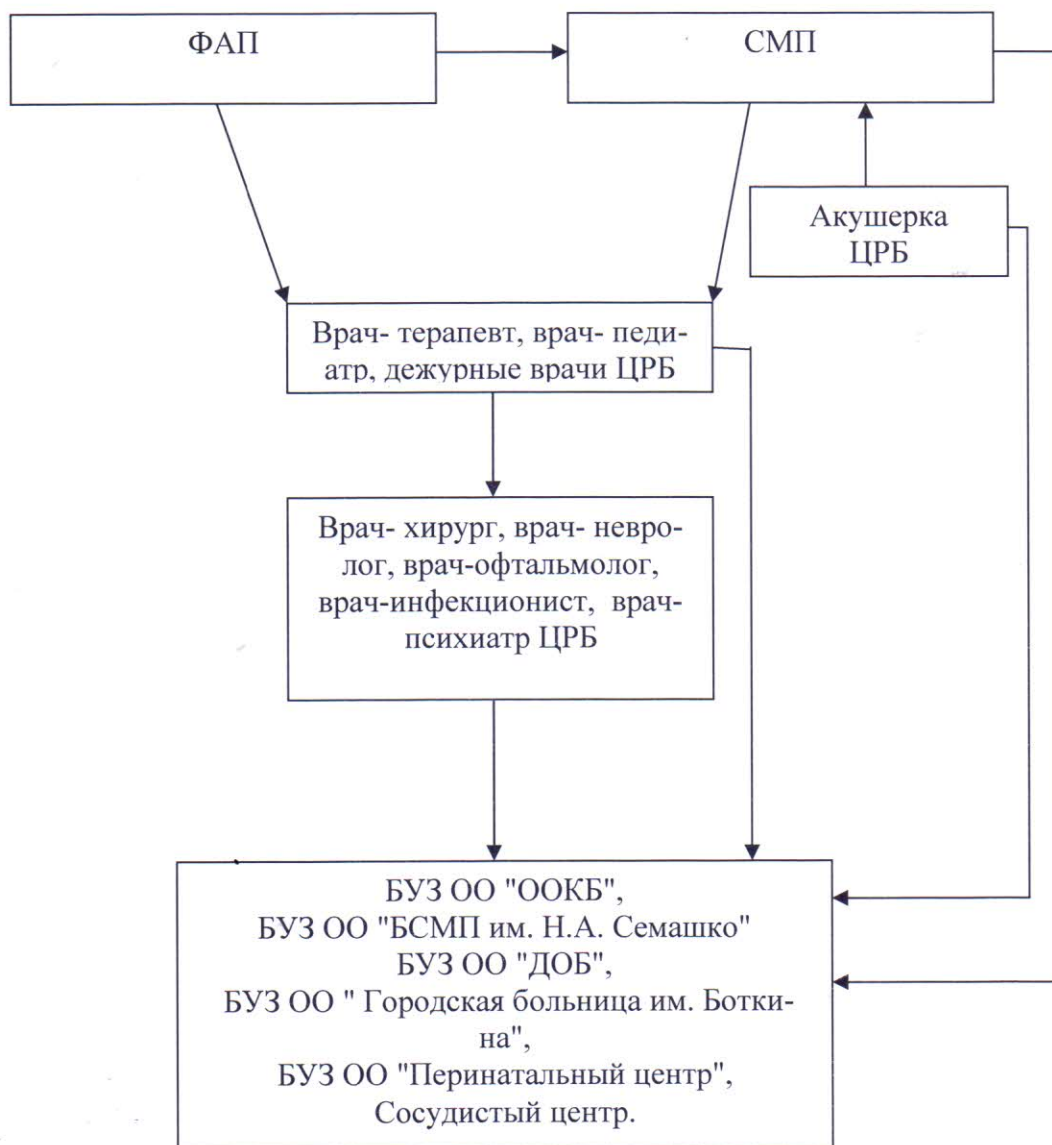 ФАП
СМП
Акушерка
ЦРБ
Врач- терапевт, врач- педи-
атр, дежурные врачи ЦРБ
Врач- хирург, врач- невро-
лог, врач-офтальмолог,
врач-инфекционист, врач-
психиатр ЦРБ
БУЗ ОО "ООКБ",
БУЗ ОО "БСМП им. Н.А. Семашко"
БУЗ ОО "ДОБ",
БУЗ ОО " Городская больница им. Ботки-
на",
БУЗ ОО "Перинатальный центр",
Сосудистый центр.